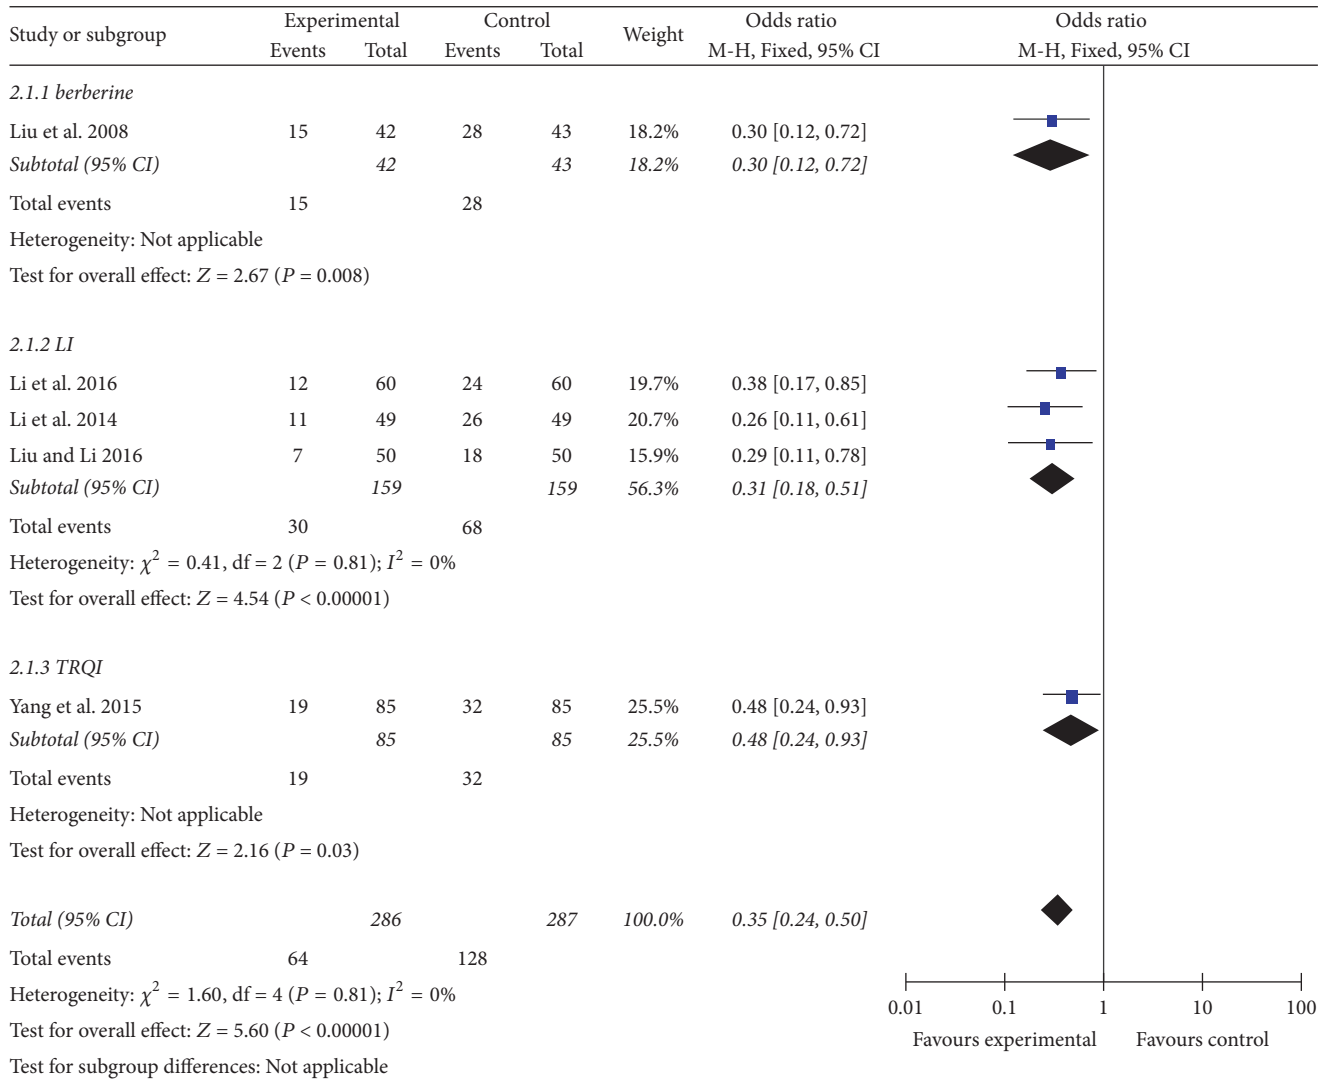 Study or subgroup Experimental Control Weight Odds ratio Odds ratio
Events Total Events Total M-H, Fixed, 95% CI M-H, Fixed, 95% CI
2.1.1 berberine
Liu et al. 2008 15 42 28 43 18.2% 0.30 [0.12, 0.72]
Subtotal (95% CI) 42 43 18.2% 0.30 [0.12, 0.72]
Total events 15 28
Heterogeneity: Not applicable
Test for overall effect: Z = 2.67 (P = 0.008)
2.1.2 LI
Li et al. 2016 12 60 24 60 19.7% 0.38 [0.17, 0.85]
Li et al. 2014 11 49 26 49 20.7% 0.26 [0.11, 0.61]
Liu and Li 2016 7 50 18 50 15.9% 0.29 [0.11, 0.78]
Subtotal (95% CI) 159 159 56.3% 0.31 [0.18, 0.51]
Total events 30 68
Heterogeneity: χ² = 0.41, df = 2 (P = 0.81); I² = 0%
Test for overall effect: Z = 4.54 (P < 0.00001)
2.1.3 TRQI
Yang et al. 2015 19 85 32 85 25.5% 0.48 [0.24, 0.93]
Subtotal (95% CI) 85 85 25.5% 0.48 [0.24, 0.93]
Total events 19 32
Heterogeneity: Not applicable
Test for overall effect: Z = 2.16 (P = 0.03)
Total (95% CI) 286 287 100.0% 0.35 [0.24, 0.50]
Total events 64 128
Heterogeneity: χ² = 1.60, df = 4 (P = 0.81); I² = 0%
Test for overall effect: Z = 5.60 (P < 0.00001)
Test for subgroup differences: Not applicable
0.01 0.1 1 10 100
Favours experimental Favours control